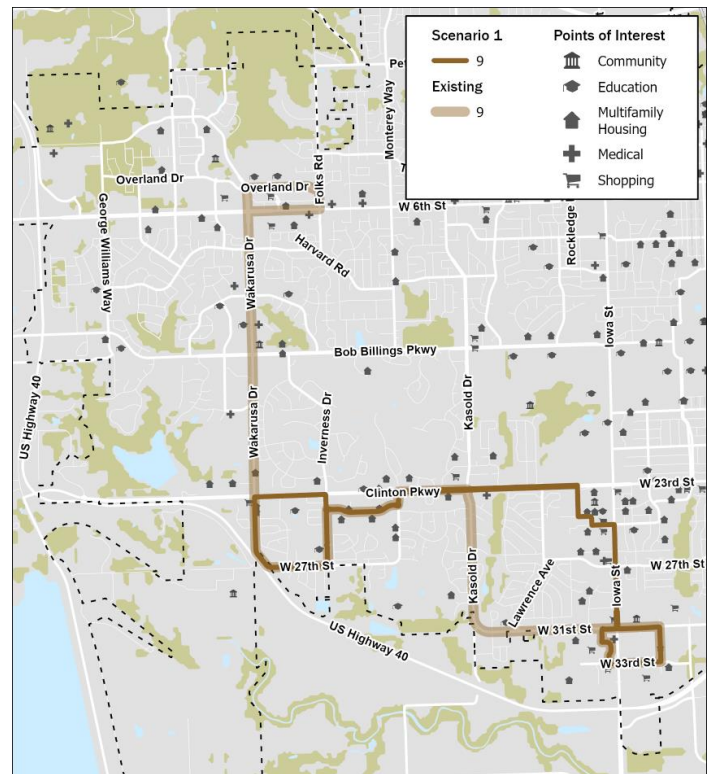 Scenario 1
9
Existing
9
Points of Interest
Community
Education
Multifamily
Housing
Medical
Shopping
Monterey Way
Folks Rd
Overland Dr
Overland Dr
George Williams Way
W 6th St
Harvard Rd
Wakarusa Dr
Iowa St
Bob Billings Pkwy
Kasold Dr
US Highway 40
Wakarusa Dr
Inverness Dr
W 23rd St
Clinton Pkwy
W 27th St
W 27th St
Kasold Dr
Lawrence Ave
Iowa St
W 31st St
US Highway 40
W 33rd St